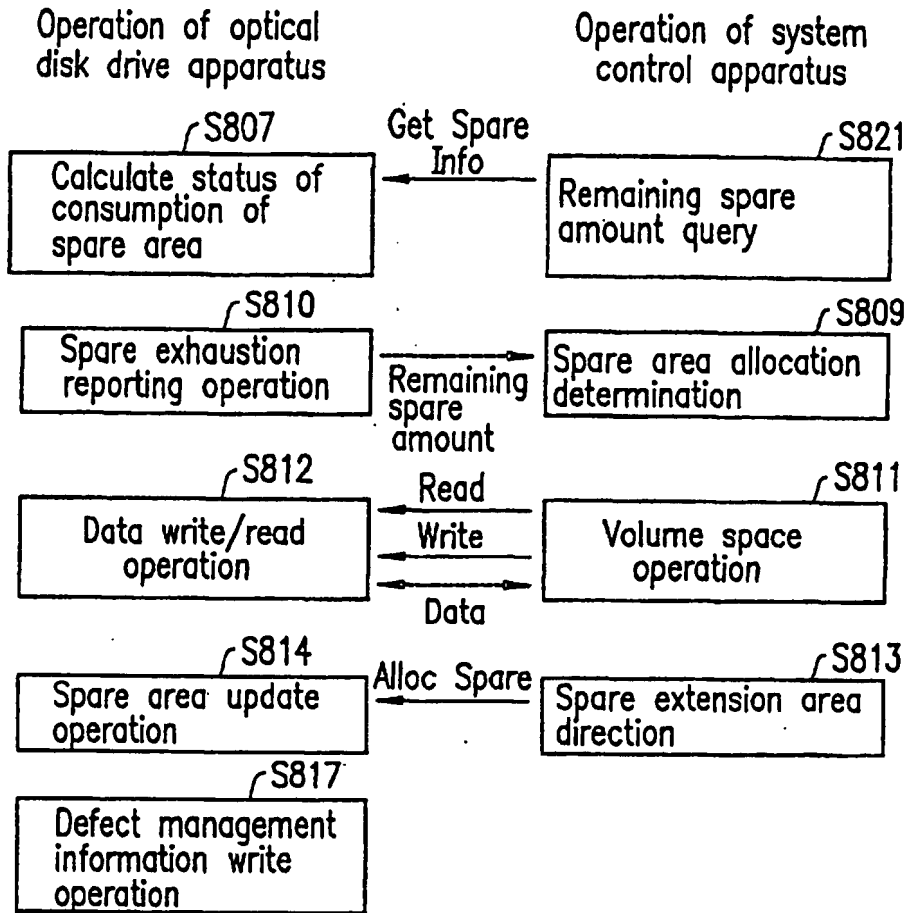 Operation of optical
disk drive apparatus
Operation of system
control apparatus
S807
Calculate status of
consumption of
spare area
Get Spare
Info
S821
Remaining spare
amount query
S810
Spare exhaustion
reporting operation
Remaining
spare
amount
S809
Spare area allocation
determination
S812
Data write/read
operation
Read
Write
Data
S811
Volume space
operation
S814
Spare area update
operation
Alloc Spare
S813
Spare extension area
direction
S817
Defect management
information write
operation